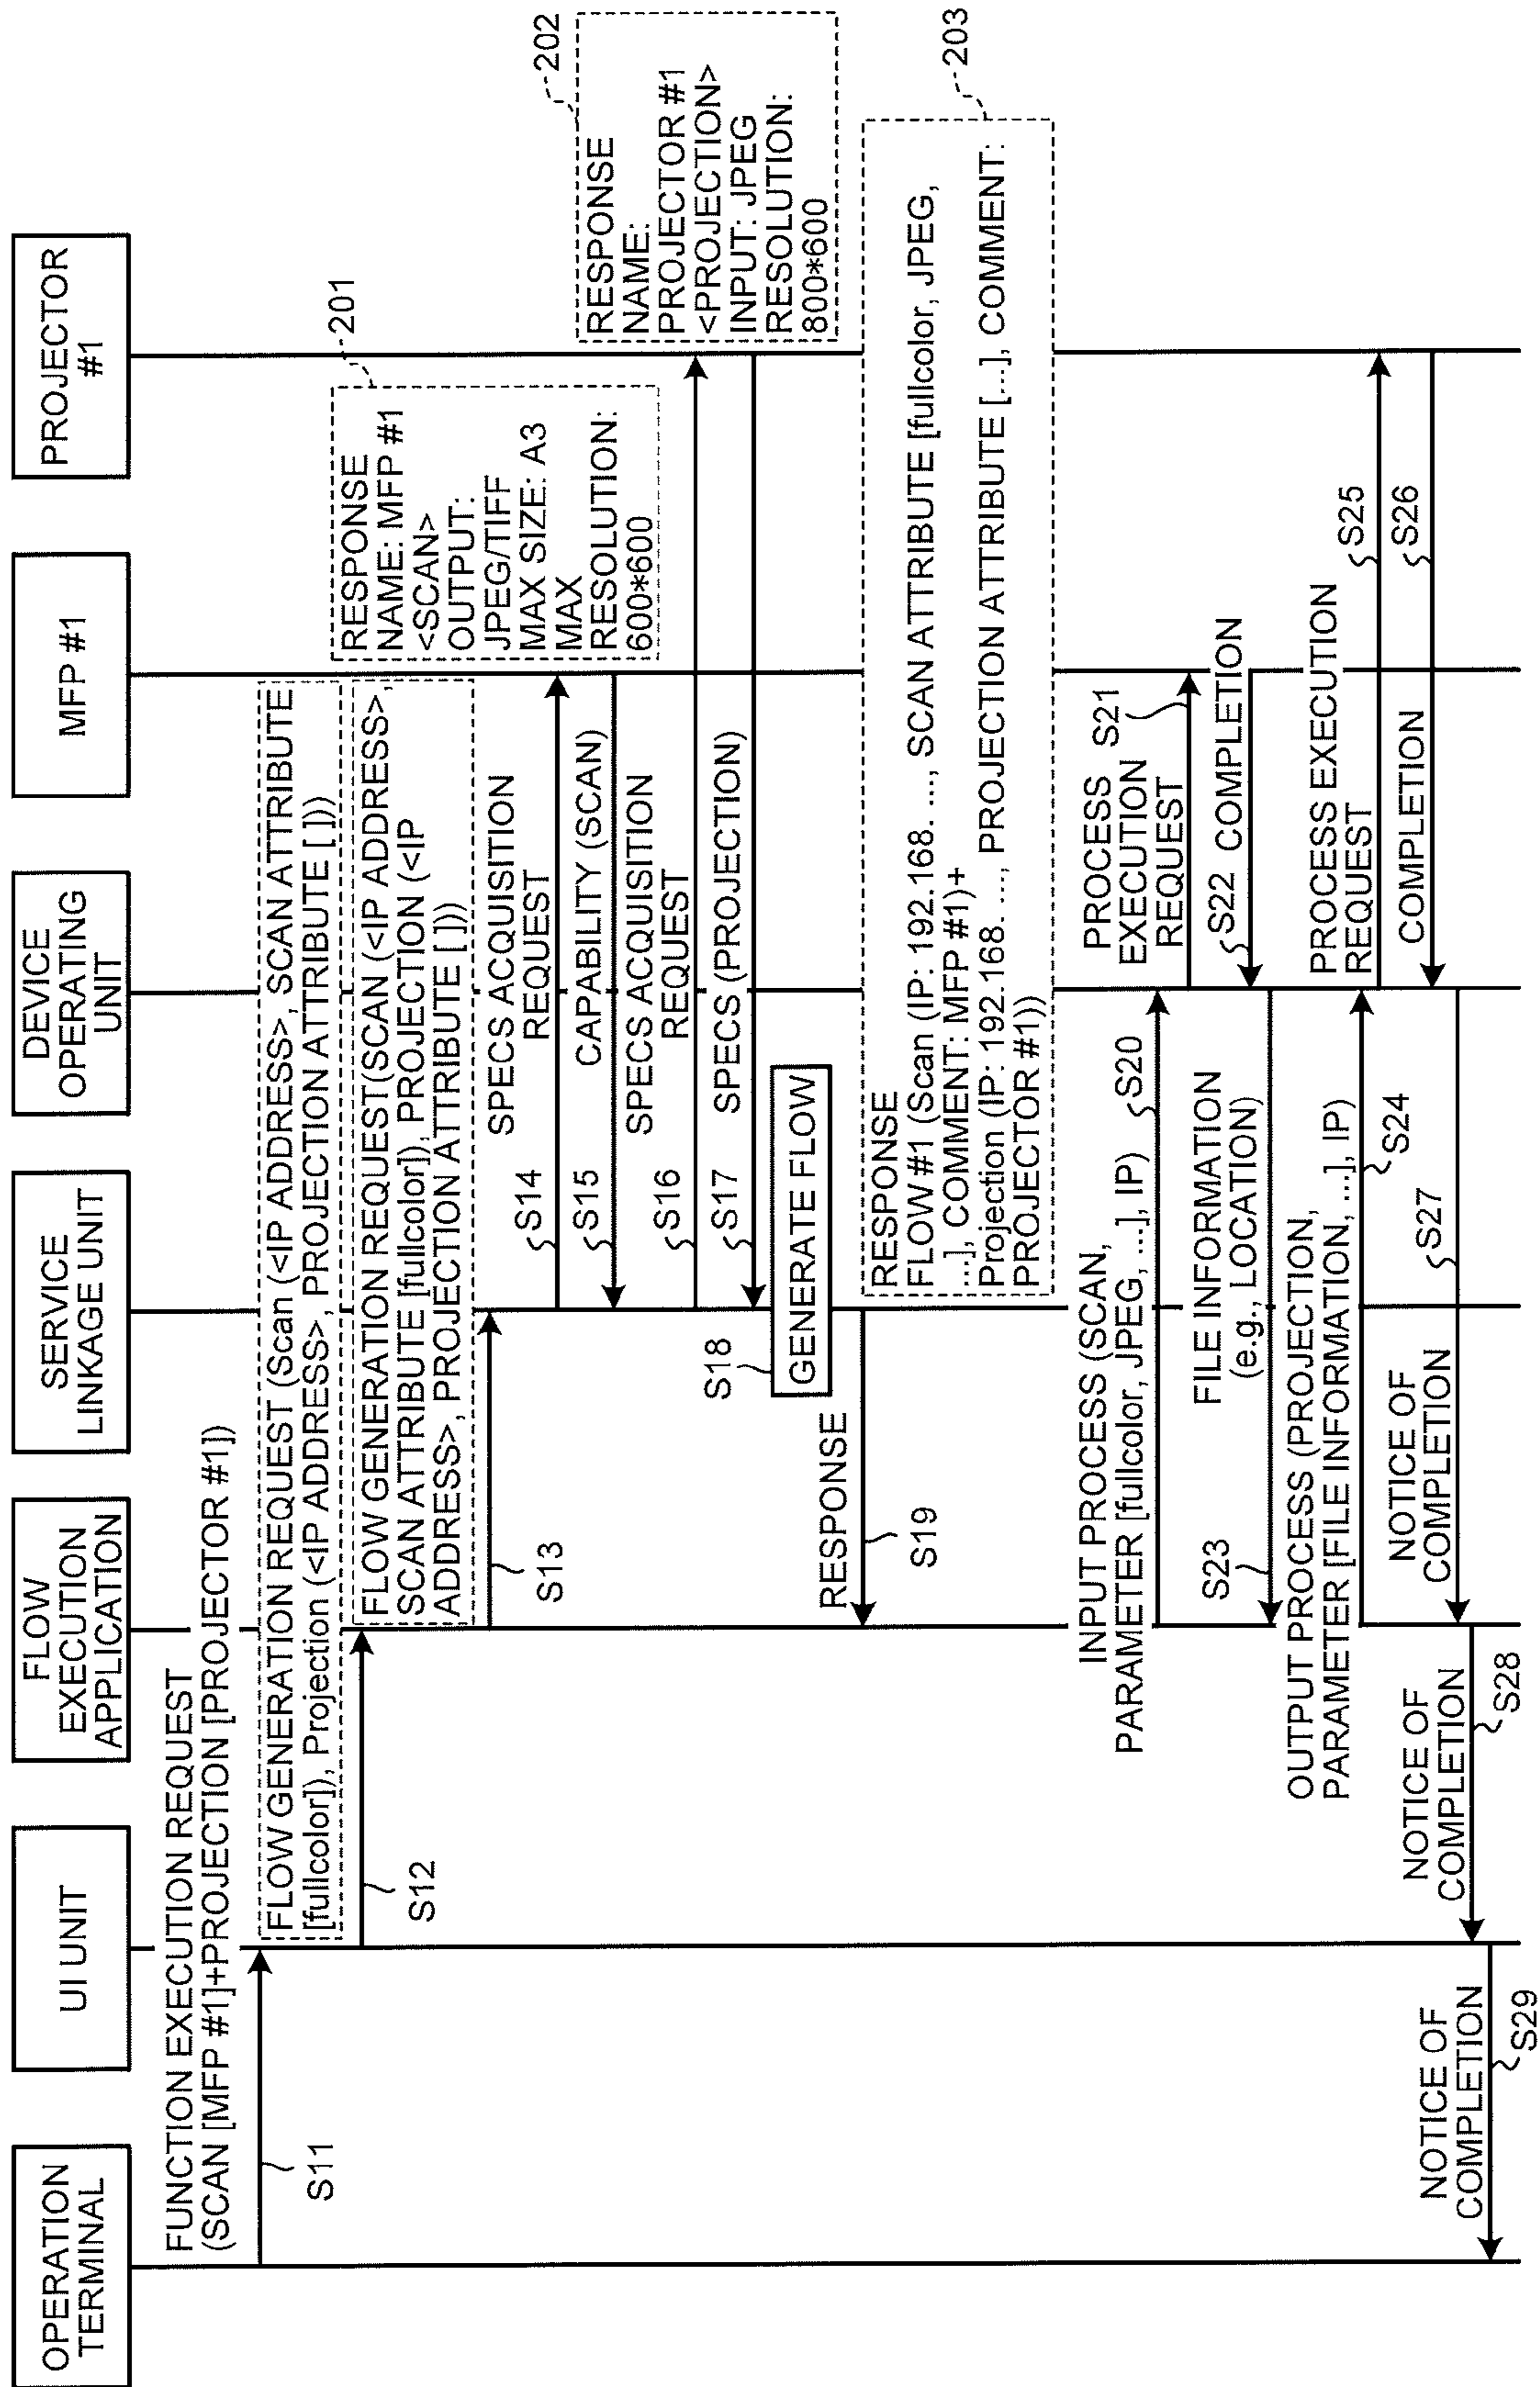 OPERATION
TERMINAL
UI UNIT
FLOW
EXECUTION
APPLICATION
SERVICE
LINKAGE UNIT
DEVICE
OPERATING
UNIT
MFP #1
PROJECTOR
#1
FUNCTION EXECUTION REQUEST
(SCAN [MFP #1]+PROJECTION [PROJECTOR #1])
S11
FLOW GENERATION REQUEST (Scan (<IP ADDRESS>, SCAN ATTRIBUTE
[fullcolor]), Projection (<IP ADDRESS>, PROJECTION ATTRIBUTE [ ]))
S12
FLOW GENERATION REQUEST(SCAN (<IP ADDRESS>,
SCAN ATTRIBUTE [fullcolor]), PROJECTION (<IP
ADDRESS>, PROJECTION ATTRIBUTE [ ]))
S13
201
RESPONSE
NAME: MFP #1
<SCAN>
OUTPUT:
JPEG/TIFF
MAX SIZE: A3
MAX
RESOLUTION:
600*600
SPECS ACQUISITION
REQUEST
S14
CAPABILITY (SCAN)
S15
SPECS ACQUISITION
REQUEST
S16
SPECS (PROJECTION)
S17
202
RESPONSE
NAME:
PROJECTOR #1
<PROJECTION>
INPUT: JPEG
RESOLUTION:
800*600
S18
GENERATE FLOW
RESPONSE
S19
203
RESPONSE
FLOW #1 (Scan (IP: 192.168. ..., SCAN ATTRIBUTE [fullcolor, JPEG,
...], COMMENT: MFP #1)+
Projection (IP: 192.168. ..., PROJECTION ATTRIBUTE [...], COMMENT:
PROJECTOR #1))
INPUT PROCESS (SCAN,
PARAMETER [fullcolor, JPEG, ...], IP)
S20
PROCESS
EXECUTION
REQUEST
S21
S22
COMPLETION
FILE INFORMATION
(e.g., LOCATION)
S23
OUTPUT PROCESS (PROJECTION,
PARAMETER [FILE INFORMATION, ...], IP)
S24
PROCESS EXECUTION
REQUEST
S25
COMPLETION
S26
NOTICE OF
COMPLETION
S27
NOTICE OF
COMPLETION
S28
NOTICE OF
COMPLETION
S29